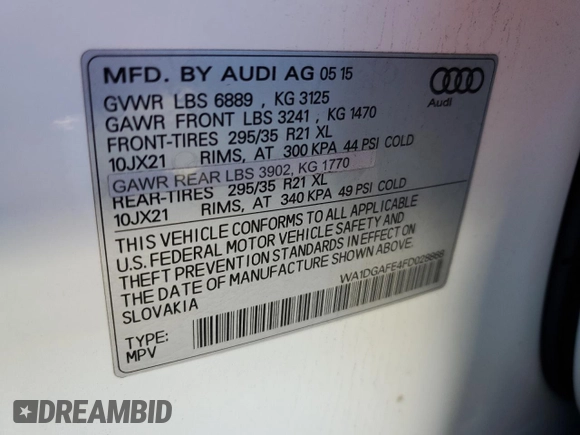 MFD. BY AUDI AG 05 15
Audi
GVWR LBS 6889 , KG 3125
GAWR FRONT LBS 3241 , KG 1470
FRONT-TIRES 295/35 R21 XL
10JX21 RIMS, AT 300 KPA 44 PSI COLD
GAWR REAR LBS 3902, KG 1770
REAR-TIRES 295/35 R21 XL
10JX21 RIMS, AT 340 KPA 49 PSI COLD
THIS VEHICLE CONFORMS TO ALL APPLICABLE
U.S. FEDERAL MOTOR VEHICLE SAFETY AND
THEFT PREVENTION STANDARDS IN EFFECT ON
THE DATE OF MANUFACTURE SHOWN ABOVE.
SLOVAKIA
TYPE:
MPV
DREAMBID